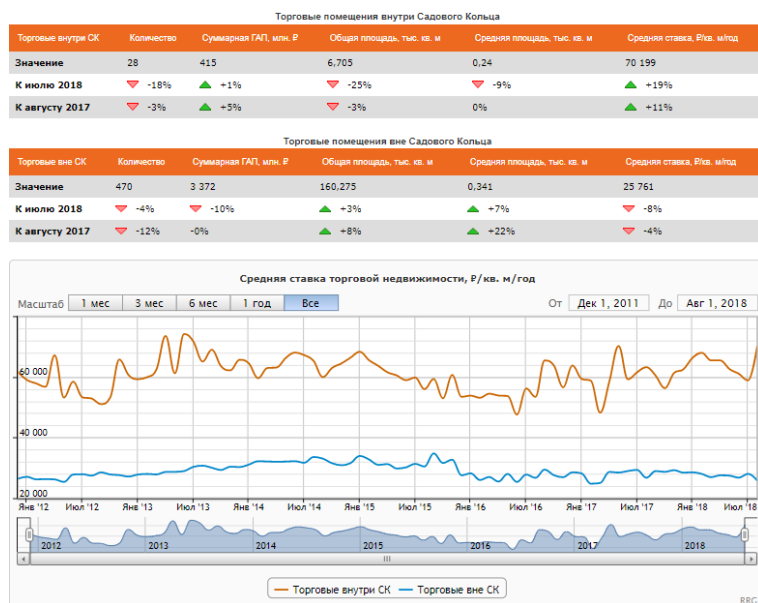 Торговые помещения внутри Садового Кольца
Торговые внутри СК Количество Суммарная ГАП, млн. ₽ Общая площадь, тыс. кв. м Средняя площадь, тыс. кв. м Средняя ставка, ₽/кв. м/год
Значение 28 415 6,705 0,24 70 199
К июлю 2018 -18% +1% -25% -9% +19%
К августу 2017 -3% +5% -3% 0% +11%
Торговые помещения вне Садового Кольца
Торговые вне СК Количество Суммарная ГАП, млн. ₽ Общая площадь, тыс. кв. м Средняя площадь, тыс. кв. м Средняя ставка, ₽/кв. м/год
Значение 470 3 372 160,275 0,341 25 761
К июлю 2018 -4% -10% +3% +7% -8%
К августу 2017 -12% -0% +8% +22% -4%
Средняя ставка торговой недвижимости, ₽/кв. м/год
Масштаб 1 мес 3 мес 6 мес 1 год Все От Дек 1, 2011 До Авг 1, 2018
60 000
40 000
20 000
Янв '12 Июл '12 Янв '13 Июл '13 Янв '14 Июл '14 Янв '15 Июл '15 Янв '16 Июл '16 Янв '17 Июл '17 Янв '18 Июл '18
2012 2013 2014 2015 2016 2017 2018
Торговые внутри СК Торговые вне СК
RRG